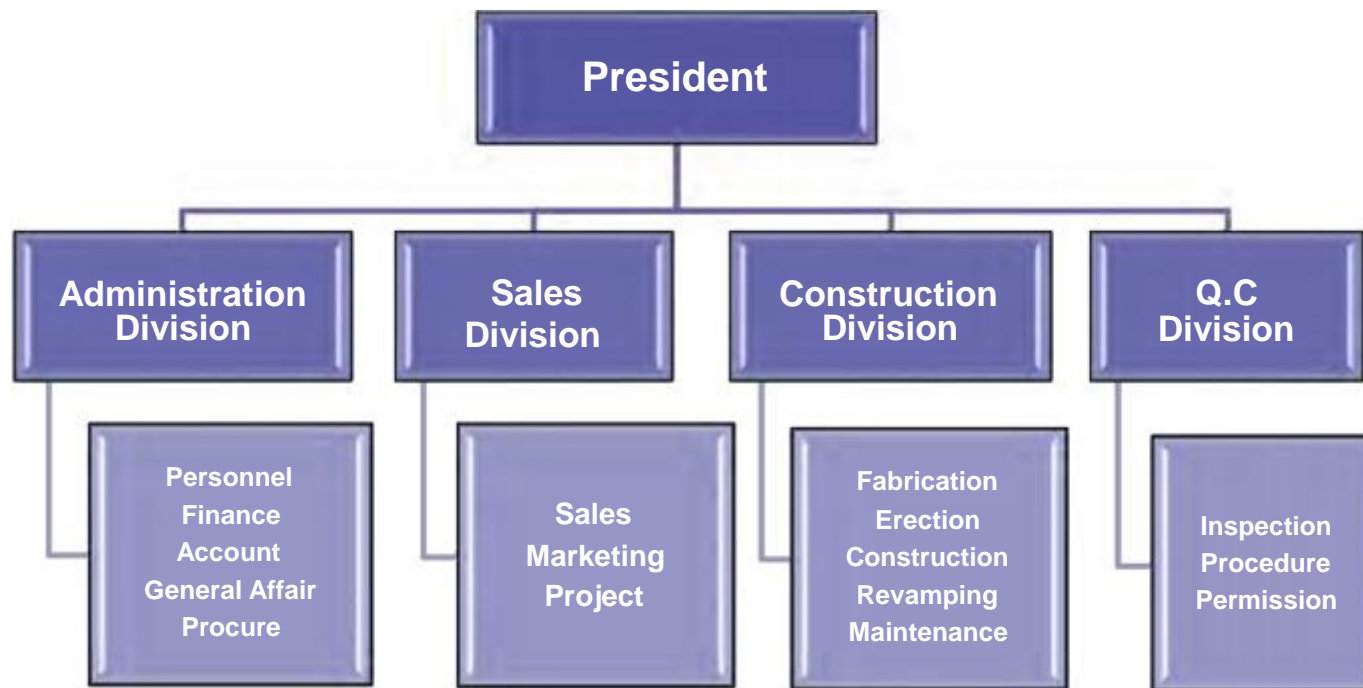 President
Administration
Division
Sales
Division
Construction
Division
Q.C
Division
Personnel
Finance
Account
General Affair
Procure
Sales
Marketing
Project
Fabrication
Erection
Construction
Revamping
Maintenance
Inspection
Procedure
Permission